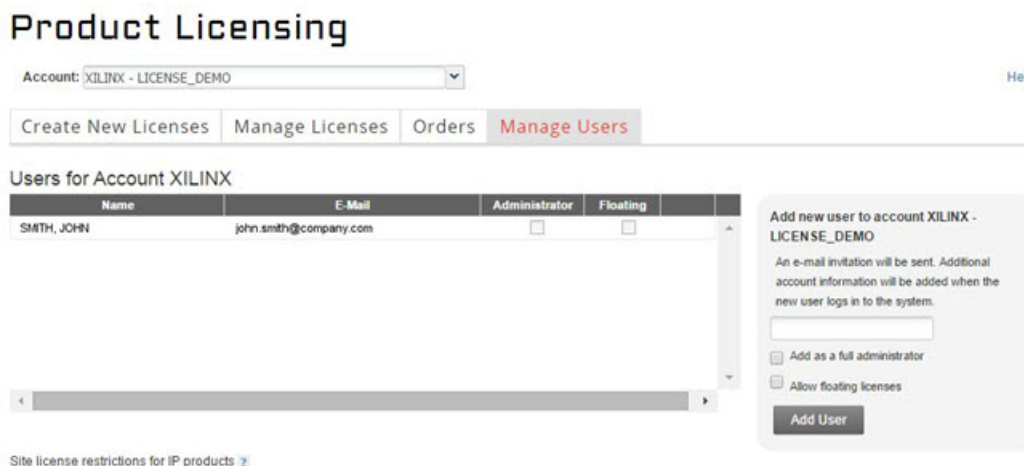 Product Licensing
Account: XILINX - LICENSE_DEMO
He
Create New Licenses Manage Licenses Orders Manage Users
Users for Account XILINX
Name E-Mail Administrator Floating
SMITH, JOHN john.smith@company.com
Add new user to account XILINX -
LICENSE_DEMO
An e-mail invitation will be sent. Additional
account information will be added when the
new user logs in to the system.
Add as a full administrator
Allow floating licenses
Add User
Site license restrictions for IP products ?